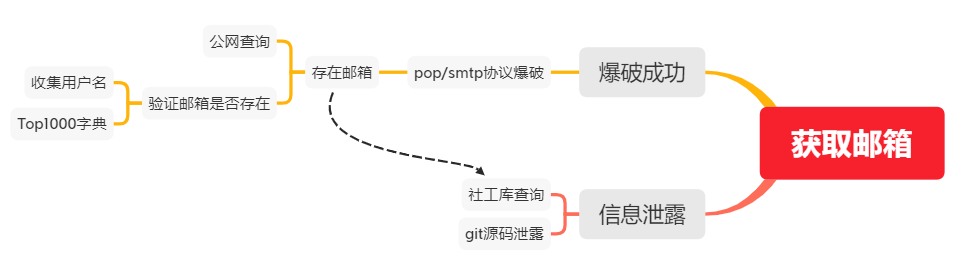 公网查询
收集用户名
Top1000字典
验证邮箱是否存在
存在邮箱
pop/smtp协议爆破
爆破成功
获取邮箱
社工库查询
git源码泄露
信息泄露